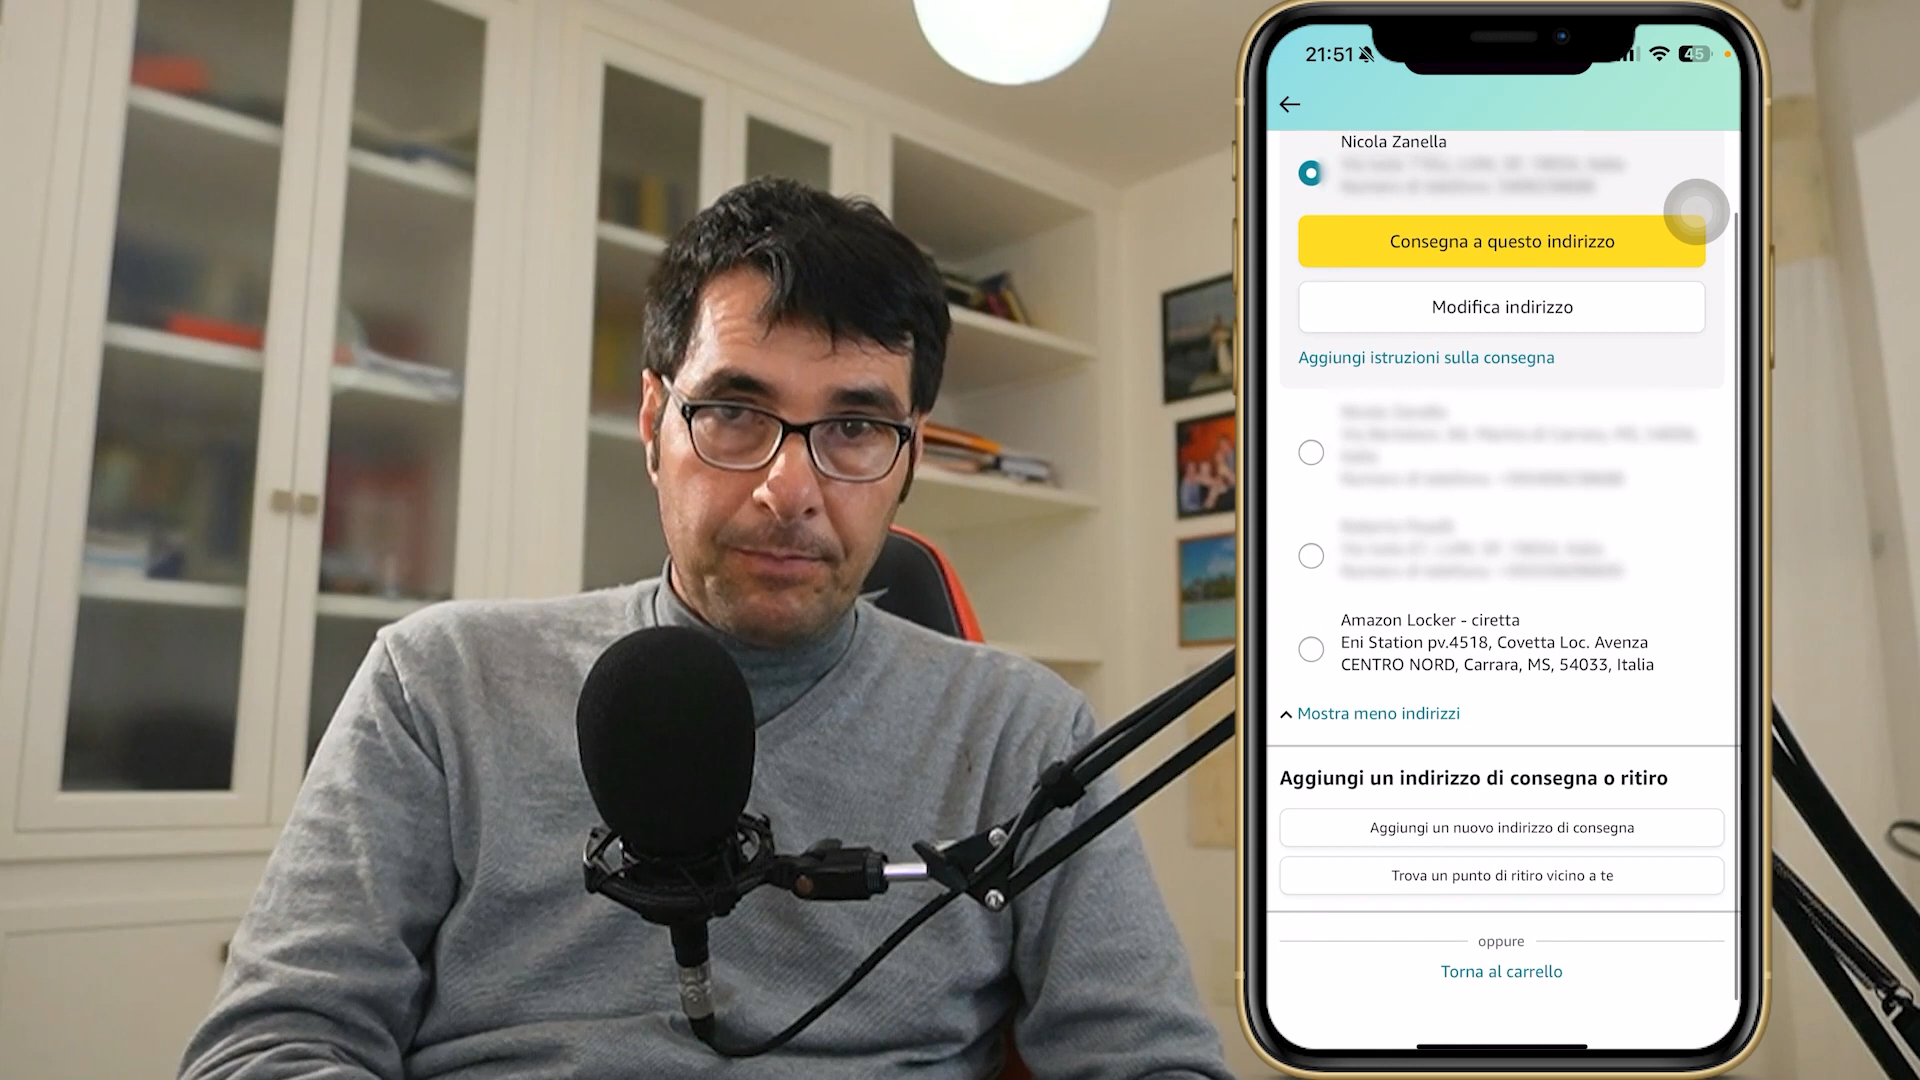 21:51
45
Nicola Zanella
Consegna a questo indirizzo
Modifica indirizzo
Aggiungi istruzioni sulla consegna
Amazon Locker - ciretta
Eni Station pv.4518, Covetta Loc. Avenza
CENTRO NORD, Carrara, MS, 54033, Italia
Mostra meno indirizzi
Aggiungi un indirizzo di consegna o ritiro
Aggiungi un nuovo indirizzo di consegna
Trova un punto di ritiro vicino a te
oppure
Torna al carrello